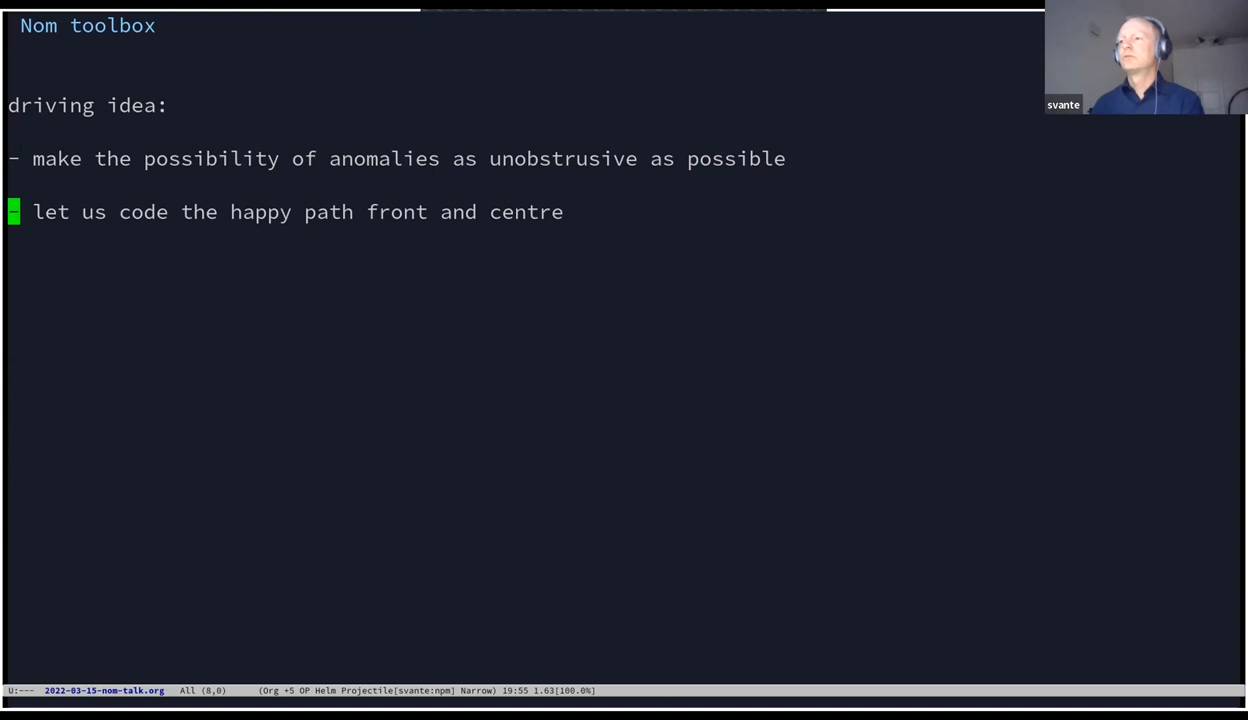 Nom toolbox
svante
driving idea:
- make the possibility of anomalies as unobstrusive as possible
- let us code the happy path front and centre
U:--- 2022-03-15-nom-talk.org All (8,0) (Org +5 OP Helm Projectile[svante:npm] Narrow) 19:55 1.63[100.0%]